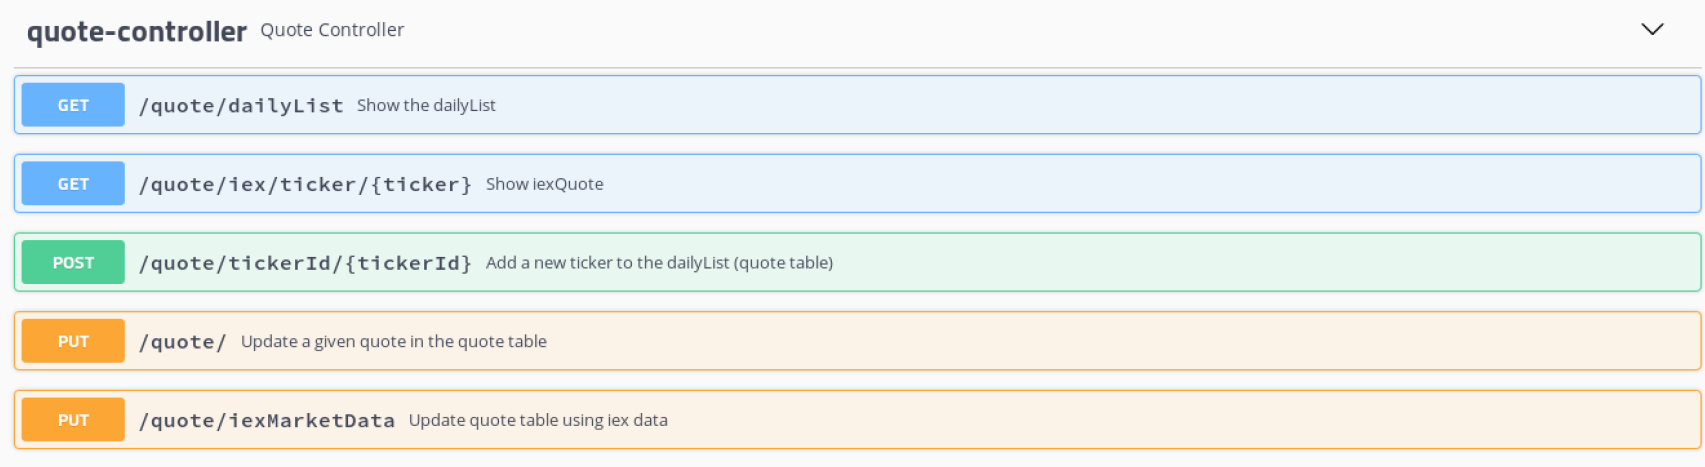 quote-controller Quote Controller
GET /quote/dailyList Show the dailyList
GET /quote/iex/ticker/{ticker} Show iexQuote
POST /quote/tickerId/{tickerId} Add a new ticker to the dailyList (quote table)
PUT /quote/ Update a given quote in the quote table
PUT /quote/iexMarketData Update quote table using iex data